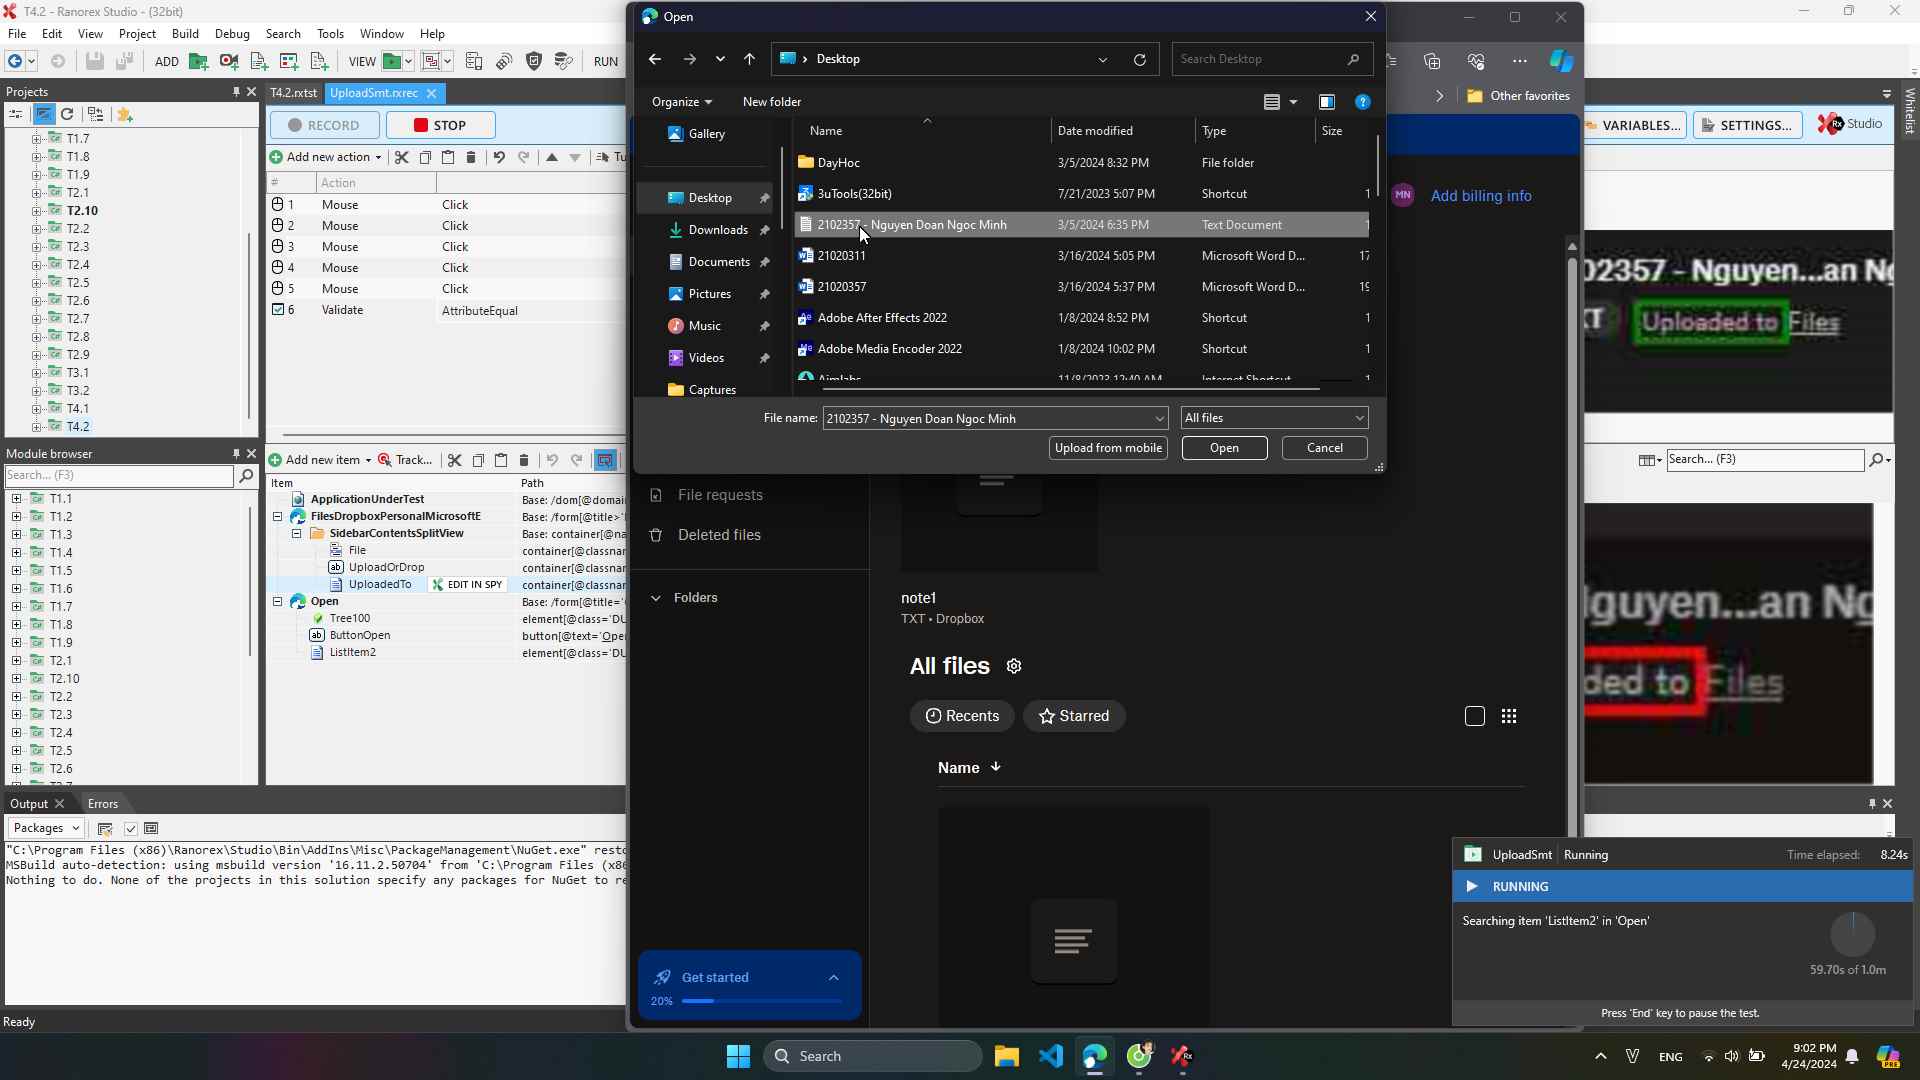 T4.2 - Ranorex Studio - (32bit)
File Edit View Project Build Debug Search Tools Window Help
ADD VIEW RUN
Projects
T1.7
T1.8
T1.9
T2.1
T2.10
T2.2
T2.3
T2.4
T2.5
T2.6
T2.7
T2.8
T2.9
T3.1
T3.2
T4.1
T4.2
Module browser
Search... (F3)
T1.1
T1.2
T1.3
T1.4
T1.5
T1.6
T1.7
T1.8
T1.9
T2.1
T2.10
T2.2
T2.3
T2.4
T2.5
T2.6
T4.2.rxtst UploadSmt.rxrec
RECORD STOP
Add new action
# Action
1 Mouse Click
2 Mouse Click
3 Mouse Click
4 Mouse Click
5 Mouse Click
6 Validate AttributeEqual
Add new item Track...
Item Path
ApplicationUnderTest Base: /dom[@domai
FilesDropboxPersonalMicrosoftE Base: /form[@title>'
SidebarContentsSplitView Base: container[@na
File container[@classnar
UploadOrDrop container[@classnar
UploadedTo EDIT IN SPY container[@classnar
Open Base: /form[@title='
Tree100 element[@class='DU
ButtonOpen button[@text='Ope
ListItem2 element[@class='DU
Output Errors
Packages
"C:\Program Files (x86)\Ranorex\Studio\Bin\AddIns\Misc\PackageManagement\NuGet.exe" resto
MSBuild auto-detection: using msbuild version '16.11.2.50704' from 'C:\Program Files (x86
Nothing to do. None of the projects in this solution specify any packages for NuGet to re
Ready
Open
Desktop
Search Desktop
Organize New folder
Gallery
Desktop
Downloads
Documents
Pictures
Music
Videos
Captures
Name Date modified Type Size
DayHoc 3/5/2024 8:32 PM File folder
3uTools(32bit) 7/21/2023 5:07 PM Shortcut 1
2102357 - Nguyen Doan Ngoc Minh 3/5/2024 6:35 PM Text Document 1
21020311 3/16/2024 5:05 PM Microsoft Word D... 17
21020357 3/16/2024 5:37 PM Microsoft Word D... 19
Adobe After Effects 2022 1/8/2024 8:52 PM Shortcut 1
Adobe Media Encoder 2022 1/8/2024 10:02 PM Shortcut 1
Aimlabs 11/8/2023 12:40 AM Internet Shortcut 1
File name: 2102357 - Nguyen Doan Ngoc Minh All files
Upload from mobile Open Cancel
File requests
Deleted files
Folders
note1
TXT • Dropbox
All files
Recents Starred
Name
Get started
20%
Other favorites
MN Add billing info
VARIABLES... SETTINGS... Rx Studio
Whitelist
02357 - Nguyen...an Ng
XT Uploaded to Files
Search... (F3)
guyen...an Ng
ded to Files
UploadSmt Running Time elapsed: 8.24s
RUNNING
Searching item 'ListItem2' in 'Open'
59.70s of 1.0m
Press 'End' key to pause the test.
Search
ENG
9:02 PM
4/24/2024
PRE